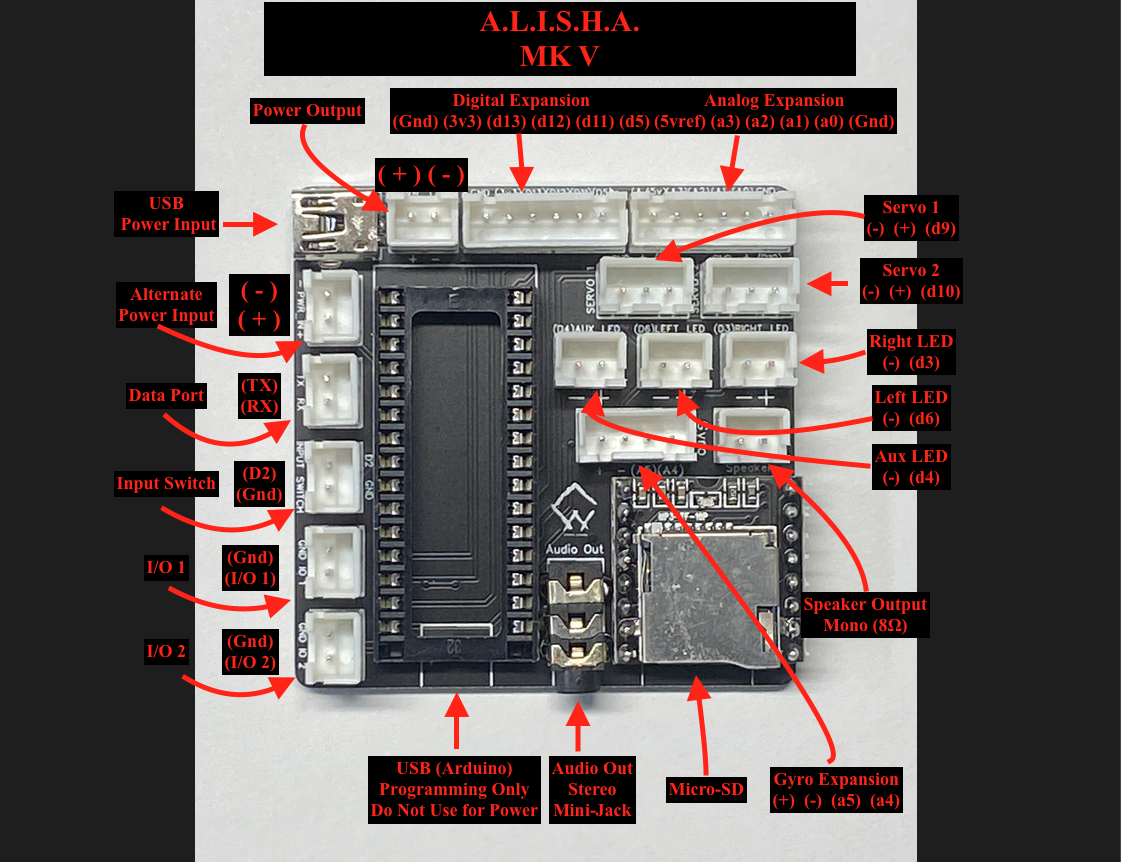 A.L.I.S.H.A.
MK V
Power Output
Digital Expansion
Analog Expansion
(Gnd) (3v3) (d13) (d12) (d11) (d5) (5vref) (a3) (a2) (a1) (a0) (Gnd)
( + ) ( - )
USB
Power Input
Servo 1
(-) (+) (d9)
Servo 2
(-) (+) (d10)
Alternate
Power Input
( - )
( + )
Right LED
(-) (d3)
Data Port
(TX)
(RX)
Left LED
(-) (d6)
Aux LED
(-) (d4)
Input Switch
(D2)
(Gnd)
I/O 1
(Gnd)
(I/O 1)
I/O 2
(Gnd)
(I/O 2)
Speaker Output
Mono (8Ω)
USB (Arduino)
Programming Only
Do Not Use for Power
Audio Out
Stereo
Mini-Jack
Micro-SD
Gyro Expansion
(+) (-) (a5) (a4)
+ -
- PWR IN +
SERVO 1
(D4)AUX LED
(D6)LEFT LED
(D3)RIGHT LED
TX RX
- +
- +
GYRO
- (A5)(A4)
Speaker
INPUT SWITCH
D2 GND
Audio Out
GND IO 1
GND IO 2
32